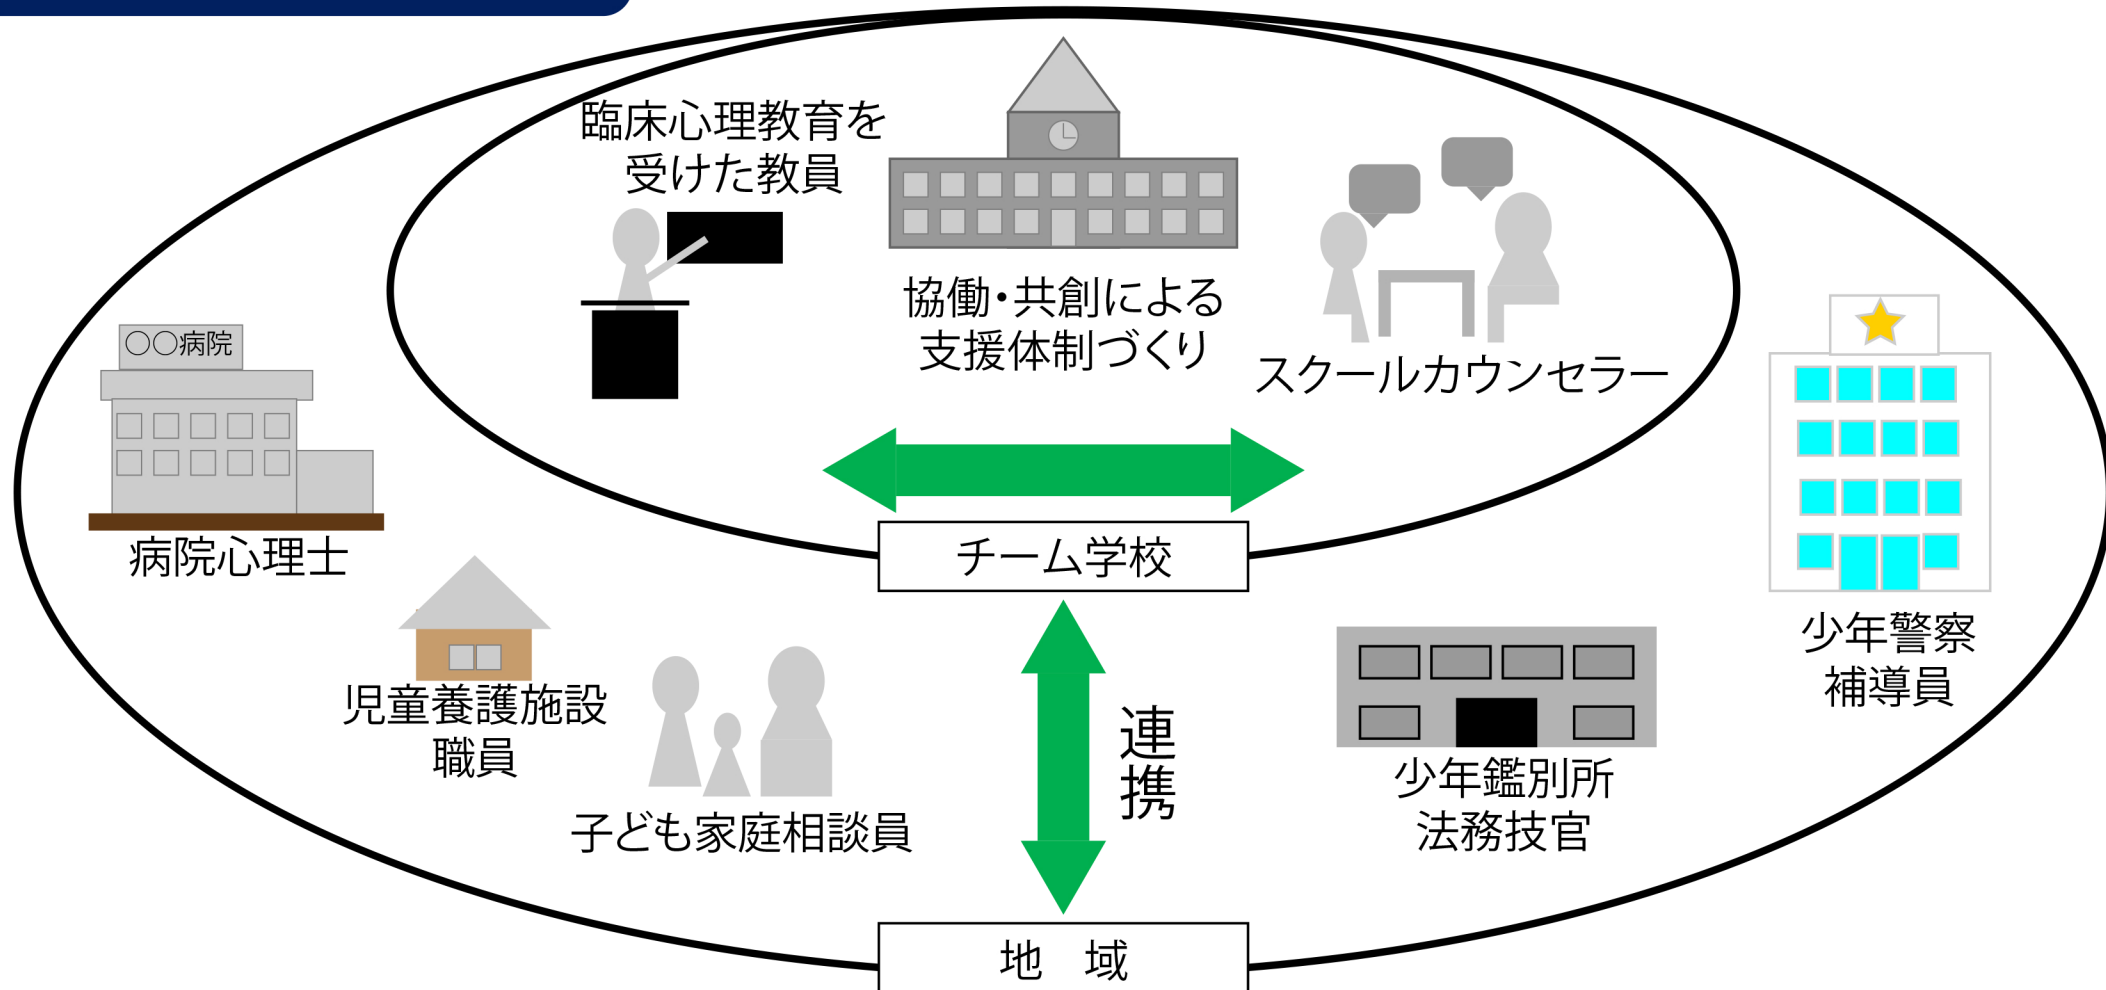 臨床心理教育を
受けた教員
協働・共創による
支援体制づくり
スクールカウンセラー
〇〇病院
病院心理士
チーム学校
児童養護施設
職員
子ども家庭相談員
連携
少年鑑別所
法務技官
少年警察
補導員
地　域